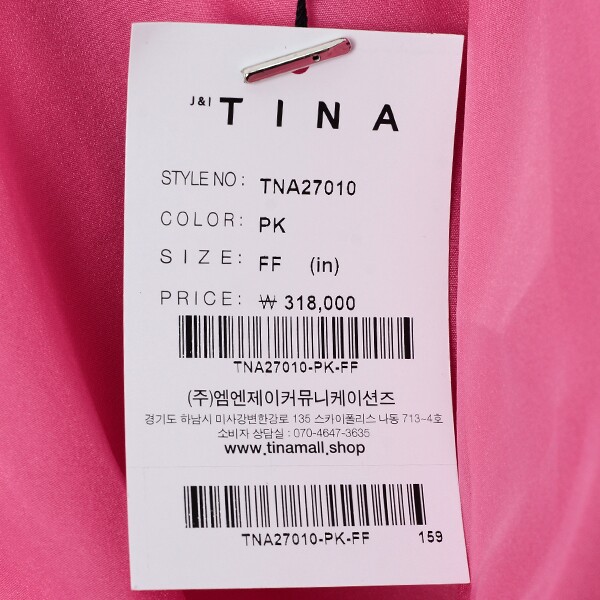 J&I TINA
STYLE NO: TNA27010
COLOR: PK
SIZE: FF (in)
PRICE: ₩ 318,000
TNA27010-PK-FF
(주)엠엔제이커뮤니케이션즈
경기도 하남시 미사강변한강로 135 스카이폴리스 나동 713-4호
소비자 상담실 : 070-4647-3635
www.tinamall.shop
TNA27010-PK-FF 159